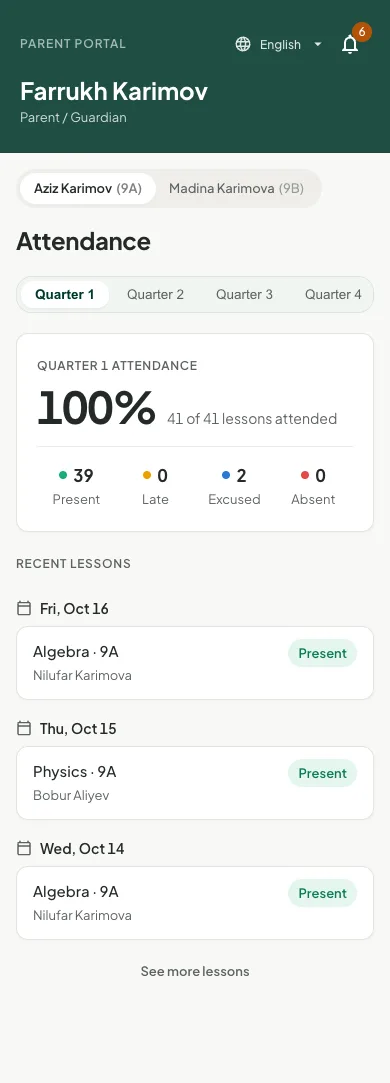 PARENT PORTAL
English
6
Farrukh Karimov
Parent / Guardian
Aziz Karimov (9A)
Madina Karimova (9B)
Attendance
Quarter 1
Quarter 2
Quarter 3
Quarter 4
QUARTER 1 ATTENDANCE
100% 41 of 41 lessons attended
39 0 2 0
Present Late Excused Absent
RECENT LESSONS
Fri, Oct 16
Algebra · 9A
Present
Nilufar Karimova
Thu, Oct 15
Physics · 9A
Present
Bobur Aliyev
Wed, Oct 14
Algebra · 9A
Present
Nilufar Karimova
See more lessons